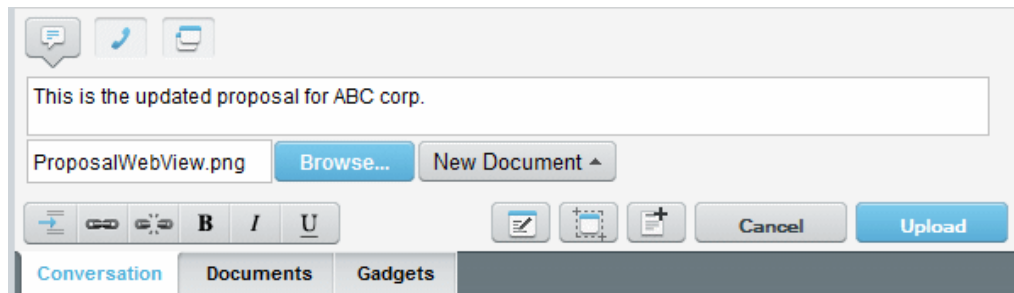 This is the updated proposal for ABC corp.
ProposalWebView.png Browse... New Document
B I U Cancel Upload
Conversation Documents Gadgets